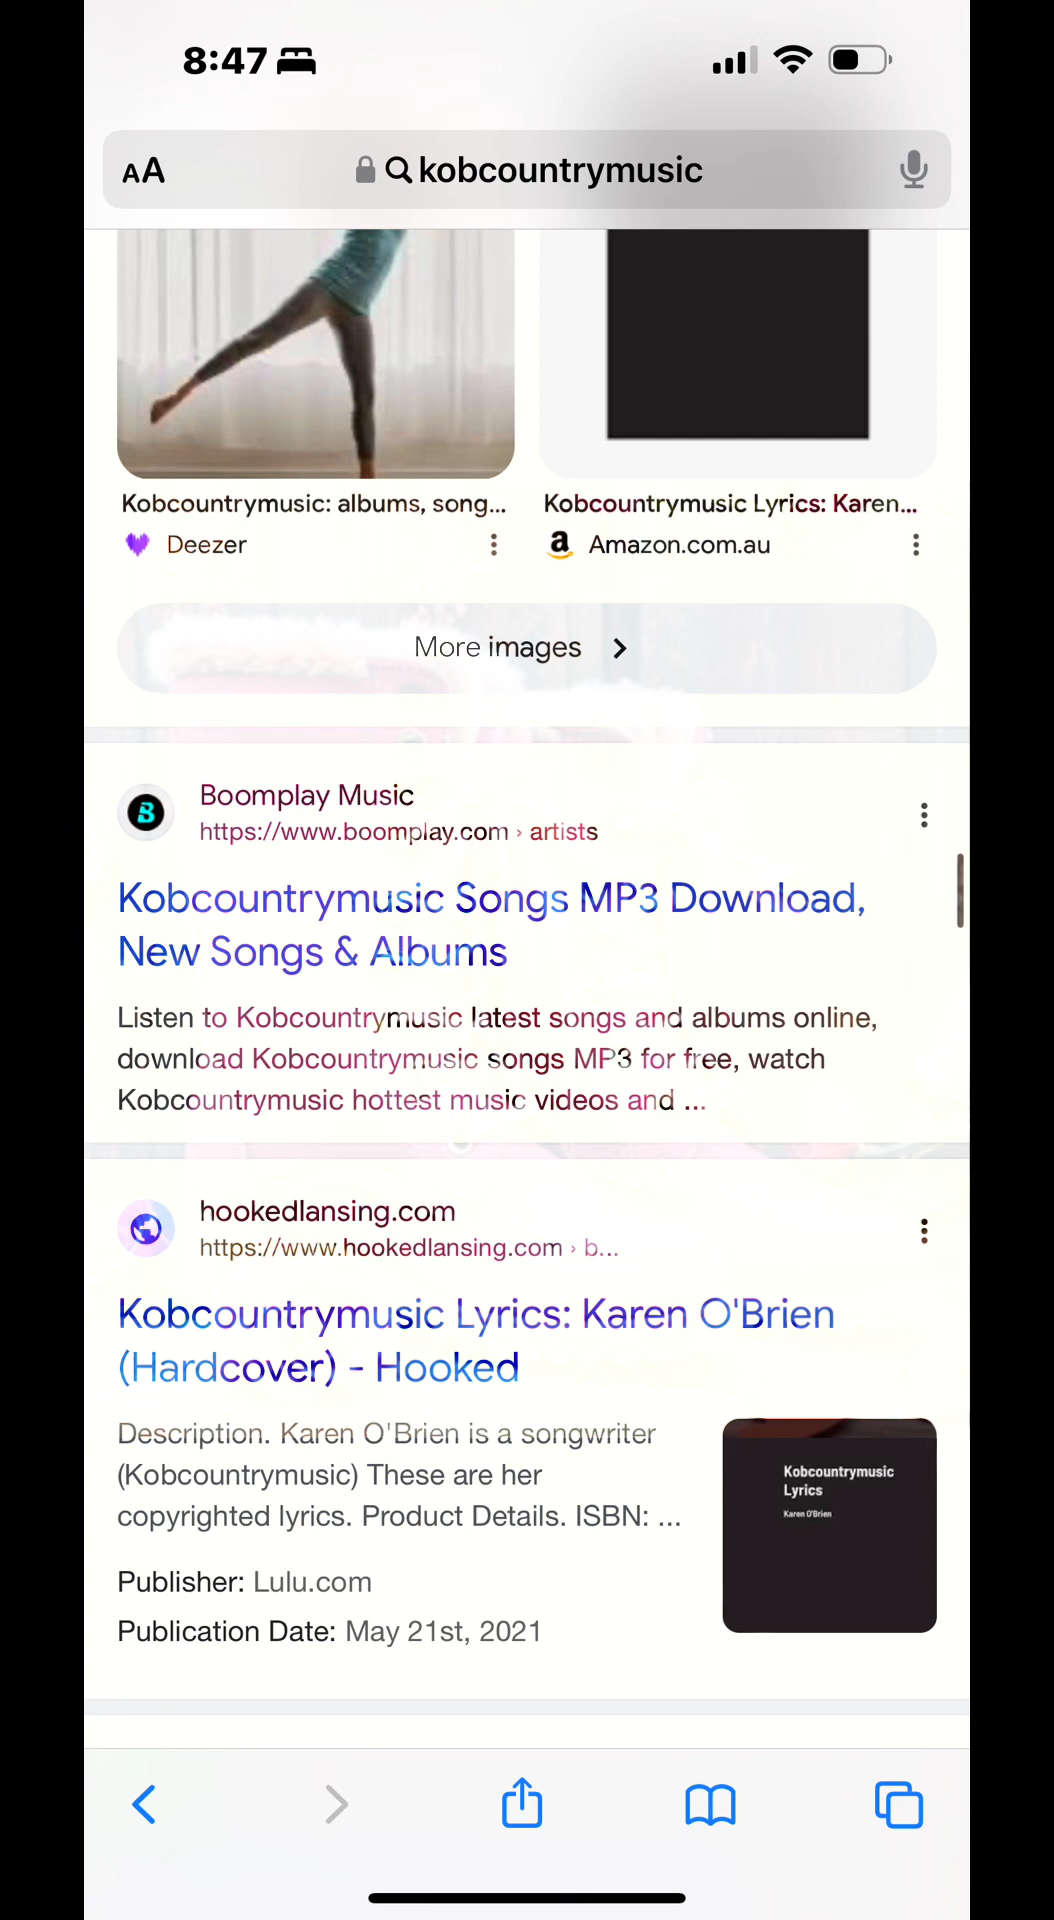 8:47
AA kobcountrymusic
Kobcountrymusic: albums, song...
Kobcountrymusic Lyrics: Karen...
Deezer
Amazon.com.au
More images
Boomplay Music
https://www.boomplay.com › artists
Kobcountrymusic Songs MP3 Download,
New Songs & Albums
Listen to Kobcountrymusic latest songs and albums online,
download Kobcountrymusic songs MP3 for free, watch
Kobcountrymusic hottest music videos and ...
hookedlansing.com
https://www.hookedlansing.com › b...
Kobcountrymusic Lyrics: Karen O'Brien
(Hardcover) - Hooked
Description. Karen O'Brien is a songwriter
(Kobcountrymusic) These are her
copyrighted lyrics. Product Details. ISBN: ...
Kobcountrymusic
Lyrics
Karen O'Brien
Publisher: Lulu.com
Publication Date: May 21st, 2021